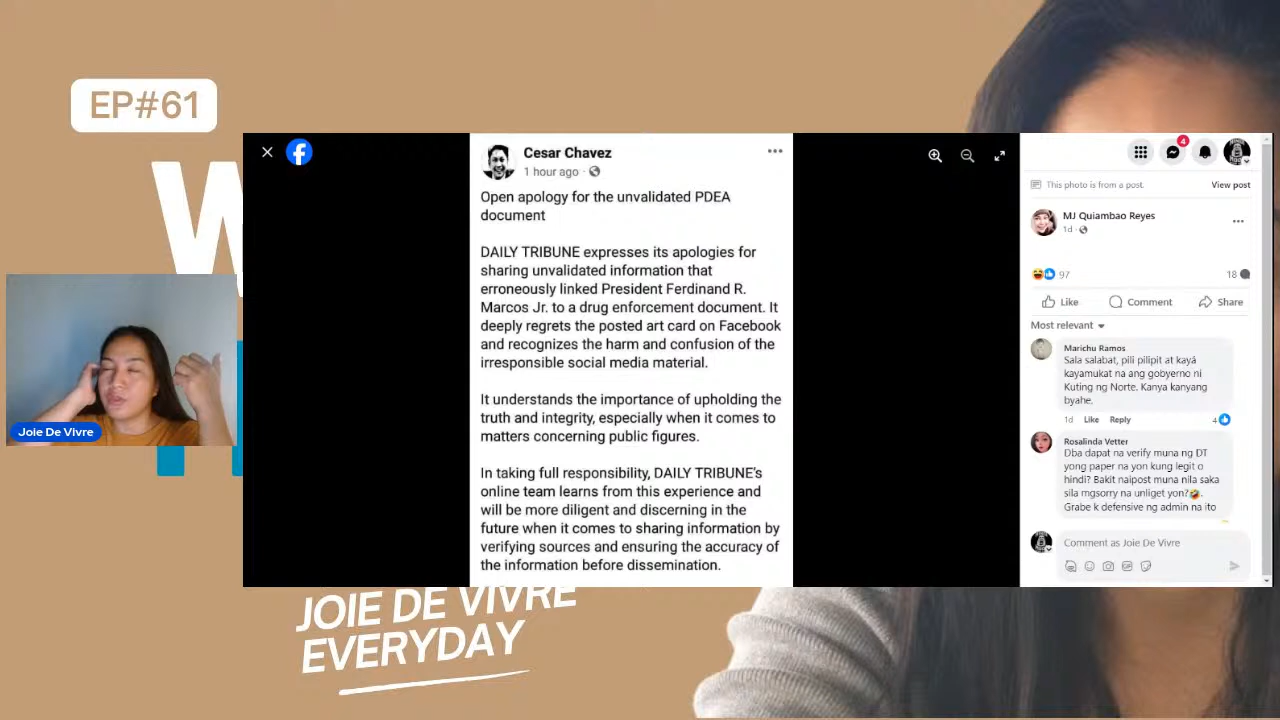 EP#61
W
Cesar Chavez
1 hour ago ·
Open apology for the unvalidated PDEA
document
DAILY TRIBUNE expresses its apologies for
sharing unvalidated information that
erroneously linked President Ferdinand R.
Marcos Jr. to a drug enforcement document. It
deeply regrets the posted art card on Facebook
and recognizes the harm and confusion of the
irresponsible social media material.
It understands the importance of upholding the
truth and integrity, especially when it comes to
matters concerning public figures.
In taking full responsibility, DAILY TRIBUNE's
online team learns from this experience and
will be more diligent and discerning in the
future when it comes to sharing information by
verifying sources and ensuring the accuracy of
the information before dissemination.
4
This photo is from a post.
View post
MJ Quiambao Reyes
1d ·
97
18
Like
Comment
Share
Most relevant
Marichu Ramos
Sala salabat, pili pilipit at kayá
kayamukat na ang gobyerno ni
Kuting ng Norte. Kanya kanyang
byahe.
1d Like Reply
4
Rosalinda Vetter
Dba dapat na verify muna ng DT
yong paper na yon kung legit o
hindi? Bakit naipost muna nila saka
sila mgsorry na unliget yon?🤣.
Grabe k defensive ng admin na ito
Comment as Joie De Vivre
Joie De Vivre
JOIE DE VIVRE
EVERYDAY